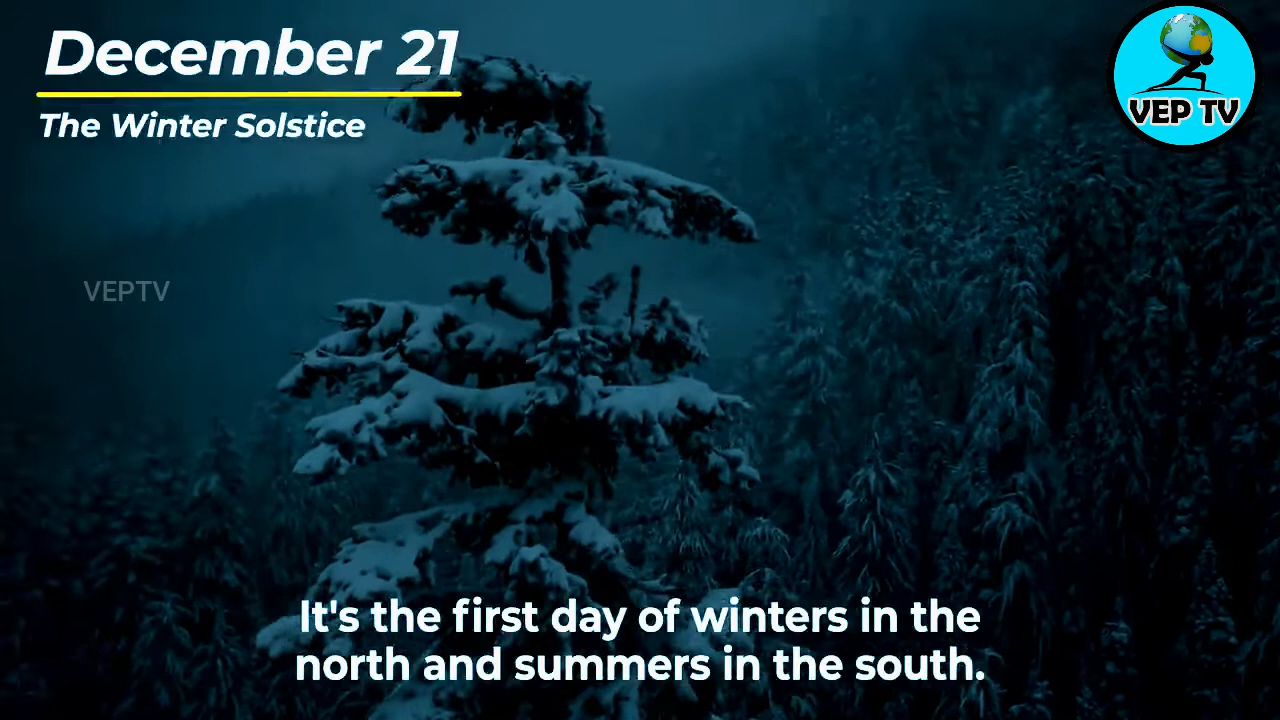 December 21
The Winter Solstice
VEP TV
VEPTV
It's the first day of winters in the
north and summers in the south.